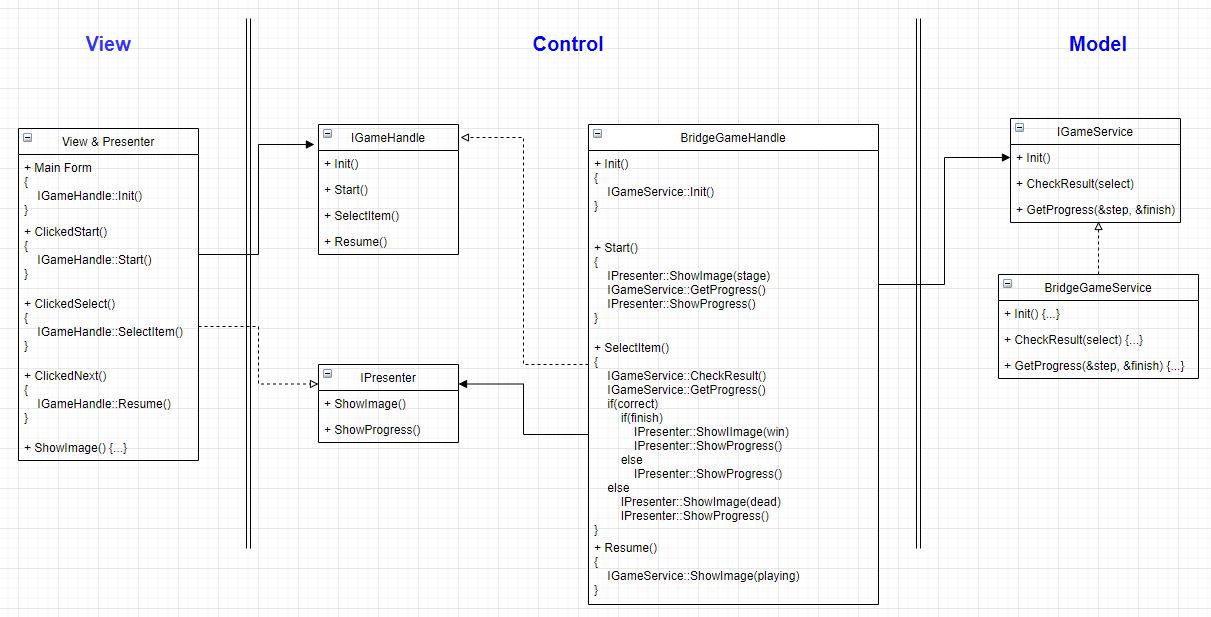 View
Control
Model
View & Presenter
+ Main Form
{
IGameHandle::Init()
}
+ ClickedStart()
{
IGameHandle::Start()
}
+ ClickedSelect()
{
IGameHandle::SelectItem()
}
+ ClickedNext()
{
IGameHandle::Resume()
}
+ ShowImage() {...}
IGameHandle
+ Init()
+ Start()
+ SelectItem()
+ Resume()
IPresenter
+ ShowImage()
+ ShowProgress()
BridgeGameHandle
+ Init()
{
IGameService::Init()
}
+ Start()
{
IPresenter::ShowImage(stage)
IGameService::GetProgress()
IPresenter::ShowProgress()
}
+ SelectItem()
{
IGameService::CheckResult()
IGameService::GetProgress()
if(correct)
if(finish)
IPresenter::ShowIImage(win)
IPresenter::ShowProgress()
else
IPresenter::ShowProgress()
else
IPresenter::ShowImage(dead)
IPresenter::ShowProgress()
}
+ Resume()
{
IGameService::ShowImage(playing)
}
IGameService
+ Init()
+ CheckResult(select)
+ GetProgress(&step, &finish)
BridgeGameService
+ Init() {...}
+ CheckResult(select) {...}
+ GetProgress(&step, &finish) {...}